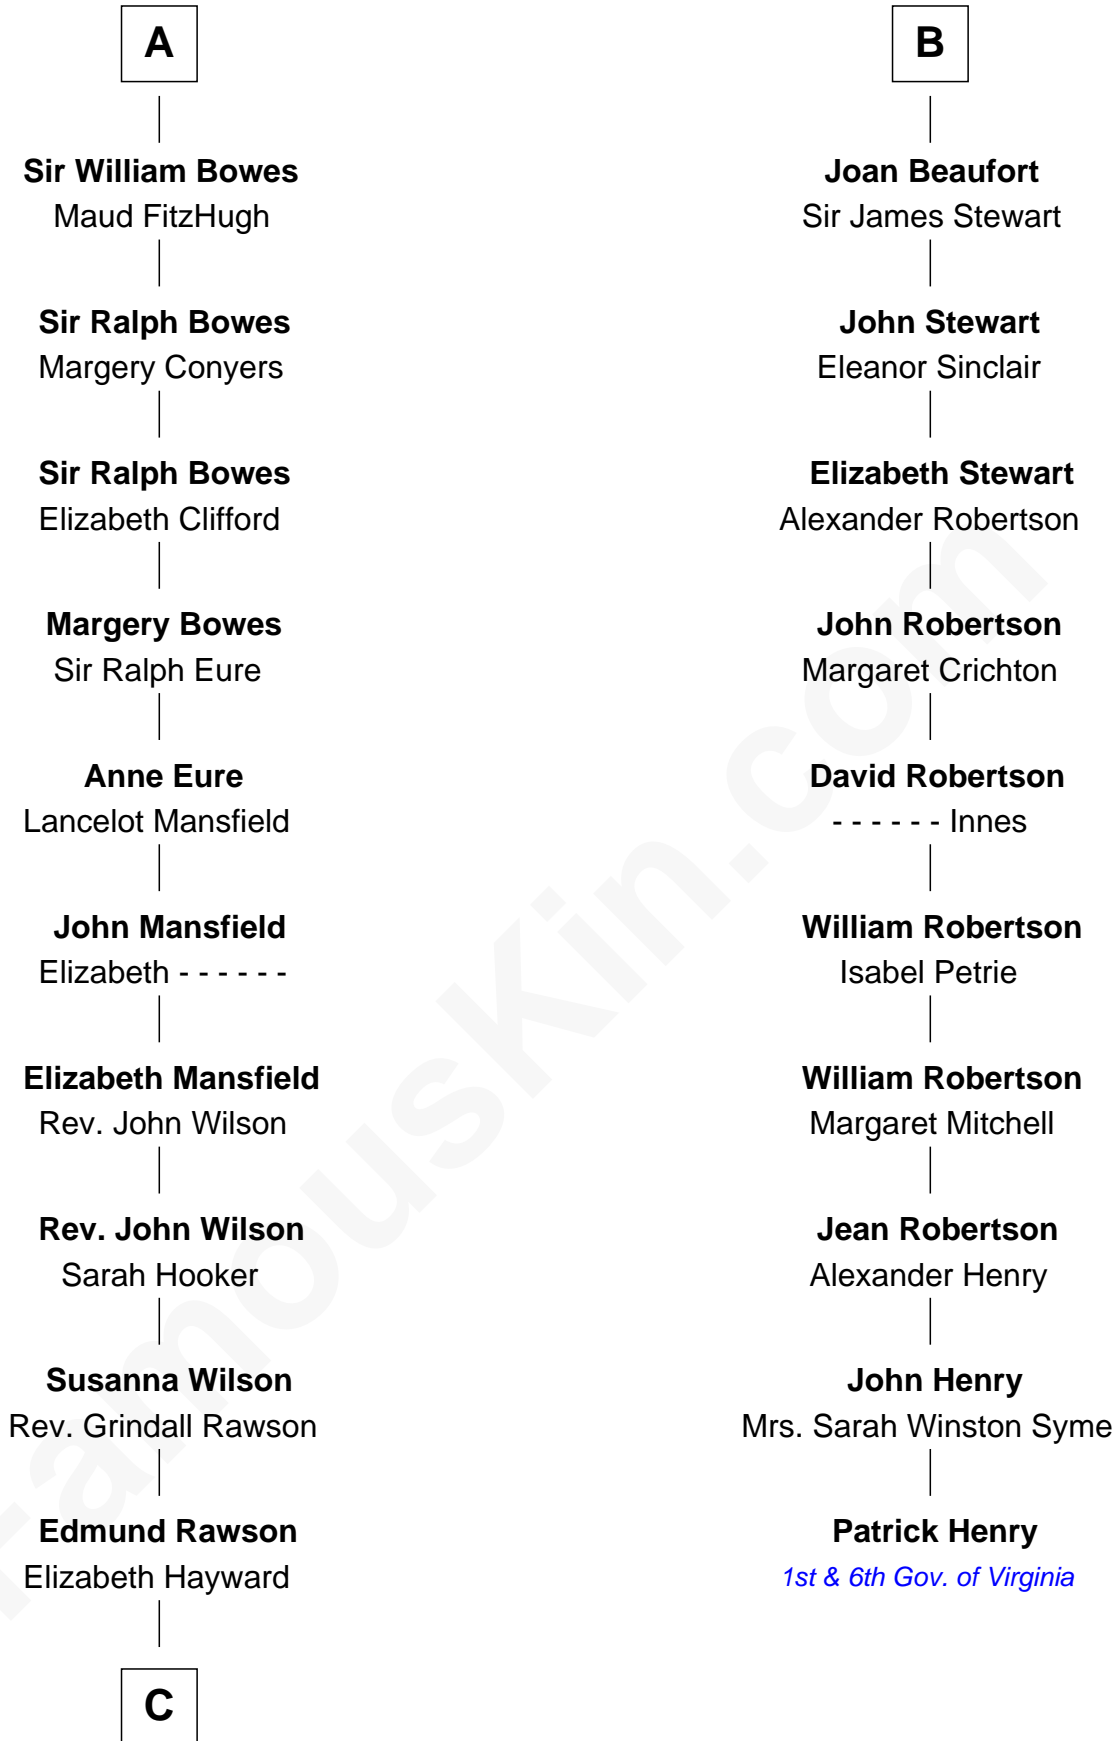 A
Sir William Bowes
Maud FitzHugh
Sir Ralph Bowes
Margery Conyers
Sir Ralph Bowes
Elizabeth Clifford
Margery Bowes
Sir Ralph Eure
Anne Eure
Lancelot Mansfield
John Mansfield
Elizabeth - - - - - -
Elizabeth Mansfield
Rev. John Wilson
Rev. John Wilson
Sarah Hooker
Susanna Wilson
Rev. Grindall Rawson
Edmund Rawson
Elizabeth Hayward
C
B
Joan Beaufort
Sir James Stewart
John Stewart
Eleanor Sinclair
Elizabeth Stewart
Alexander Robertson
John Robertson
Margaret Crichton
David Robertson
- - - - - - Innes
William Robertson
Isabel Petrie
William Robertson
Margaret Mitchell
Jean Robertson
Alexander Henry
John Henry
Mrs. Sarah Winston Syme
Patrick Henry
1st & 6th Gov. of Virginia
FamousKin.com